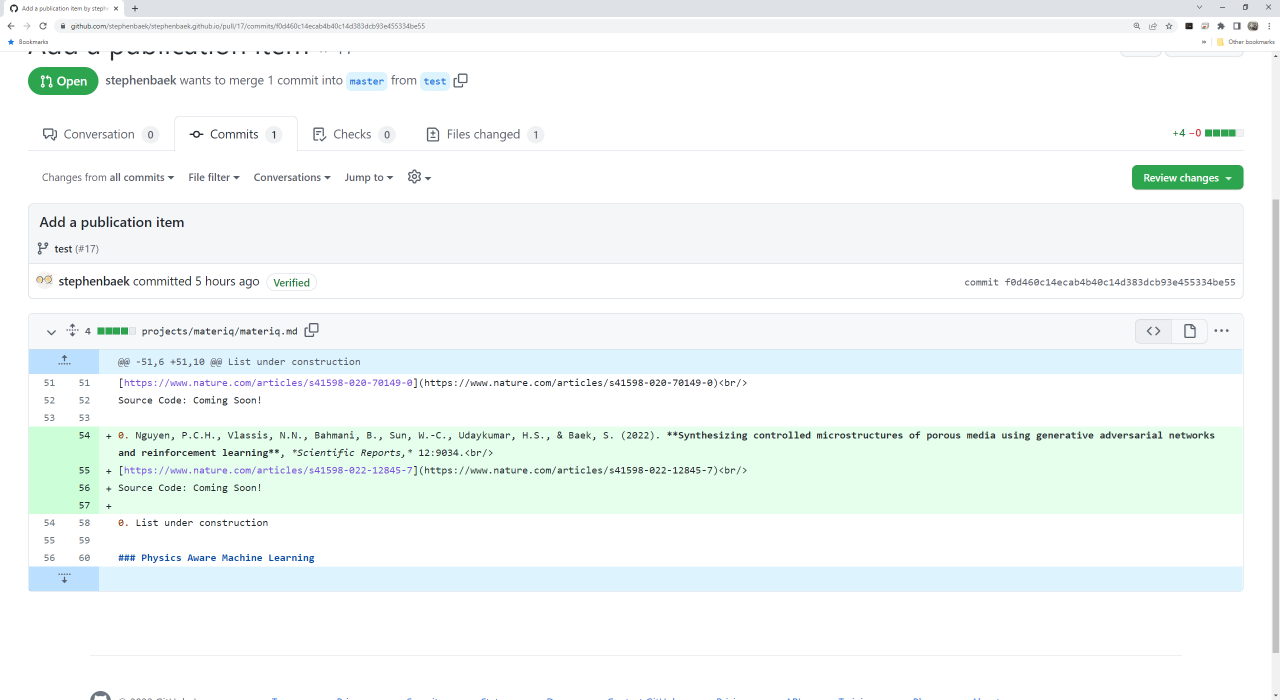 Add a publication item by steph
github.com/stephenbaek/stephenbaek.github.io/pull/17/commits/f0d460c14ecab4b40c14d383dcb93e455334be55
Bookmarks
Other bookmarks
Add a publication item #17
Open
stephenbaek wants to merge 1 commit into master from test
Conversation 0
Commits 1
Checks 0
Files changed 1
+4 −0
Changes from all commits
File filter
Conversations
Jump to
Review changes
Add a publication item
test (#17)
stephenbaek committed 5 hours ago Verified
commit f0d460c14ecab4b40c14d383dcb93e455334be55
4 projects/materiq/materiq.md
@@ -51,6 +51,10 @@ List under construction
51 51 [https://www.nature.com/articles/s41598-020-70149-0](https://www.nature.com/articles/s41598-020-70149-0)<br/>
52 52 Source Code: Coming Soon!
53 53
54 + 0. Nguyen, P.C.H., Vlassis, N.N., Bahmani, B., Sun, W.-C., Udaykumar, H.S., & Baek, S. (2022). **Synthesizing controlled microstructures of porous media using generative adversarial networks
and reinforcement learning**, *Scientific Reports,* 12:9034.<br/>
55 + [https://www.nature.com/articles/s41598-022-12845-7](https://www.nature.com/articles/s41598-022-12845-7)<br/>
56 + Source Code: Coming Soon!
57 +
54 58 0. List under construction
55 59
56 60 ### Physics Aware Machine Learning